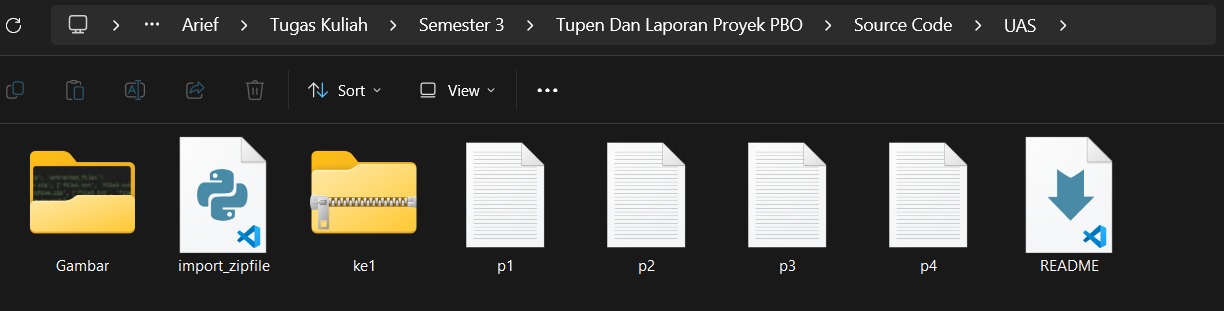 ··· Arief > Tugas Kuliah > Semester 3 > Tupen Dan Laporan Proyek PBO > Source Code > UAS >
Sort View ···
Gambar import_zipfile ke1 p1 p2 p3 p4 README